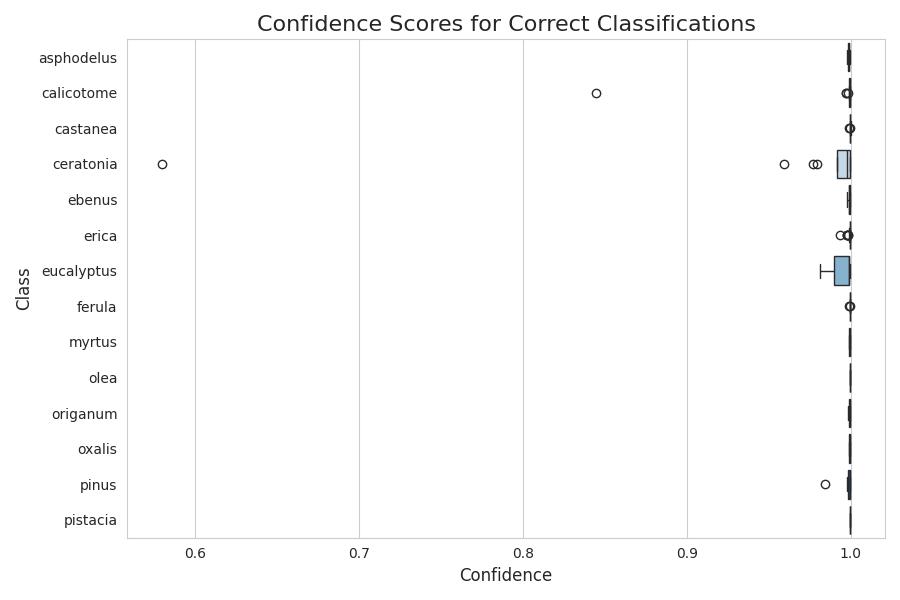 Confidence Scores for Correct Classifications
Class
asphodelus
calicotome
castanea
ceratonia
ebenus
erica
eucalyptus
ferula
myrtus
olea
origanum
oxalis
pinus
pistacia
0.6 0.7 0.8 0.9 1.0
Confidence